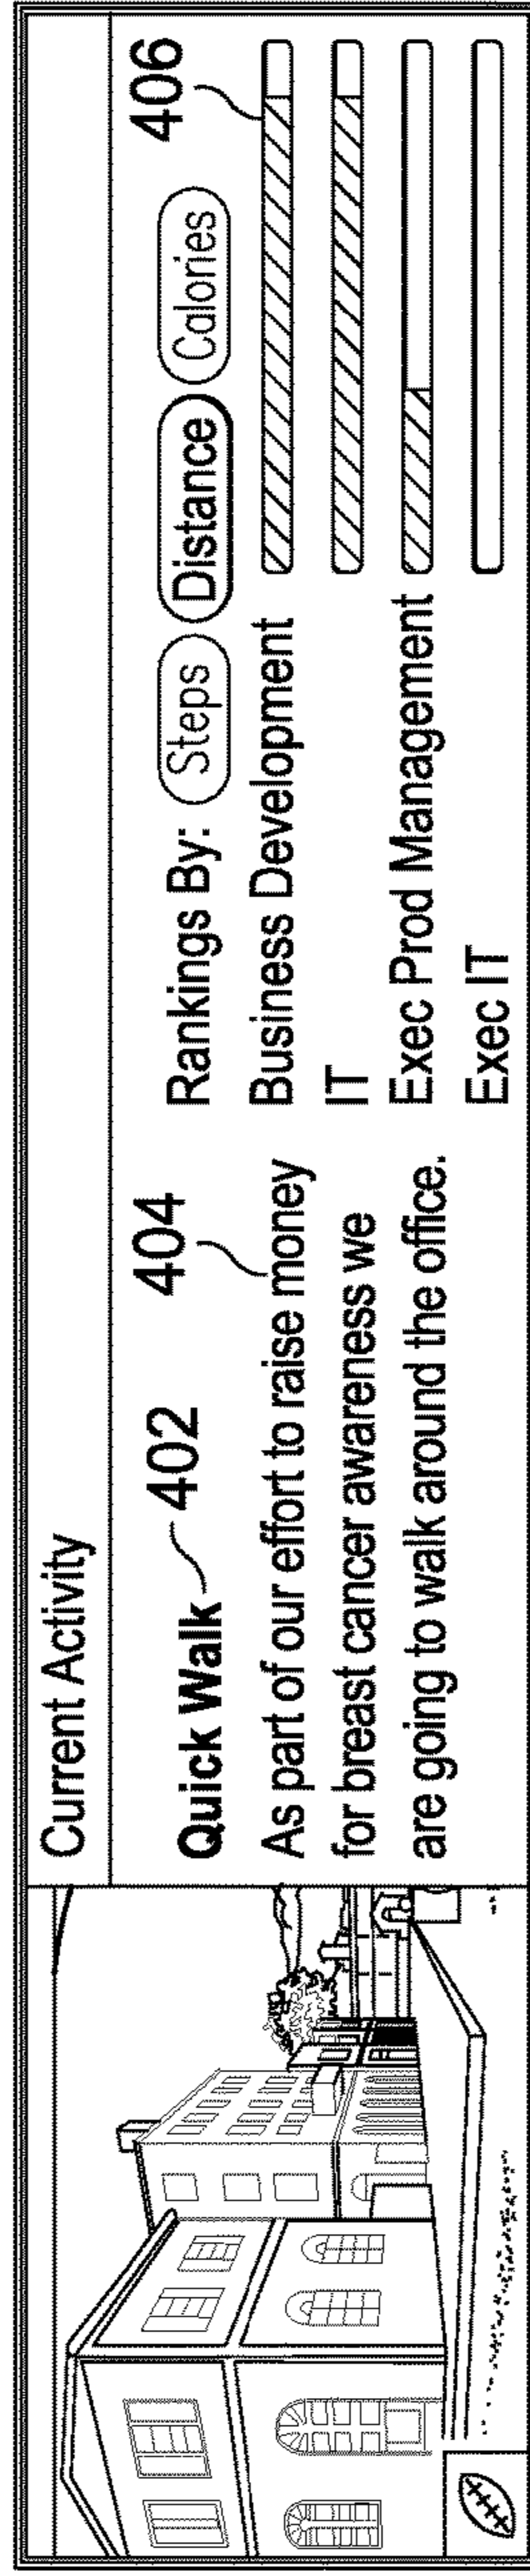 Current Activity
Quick Walk 402
404
As part of our effort to raise money
for breast cancer awareness we
are going to walk around the office.
Rankings By: Steps Distance Calories
406
Business Development
IT
Exec Prod Management
Exec IT